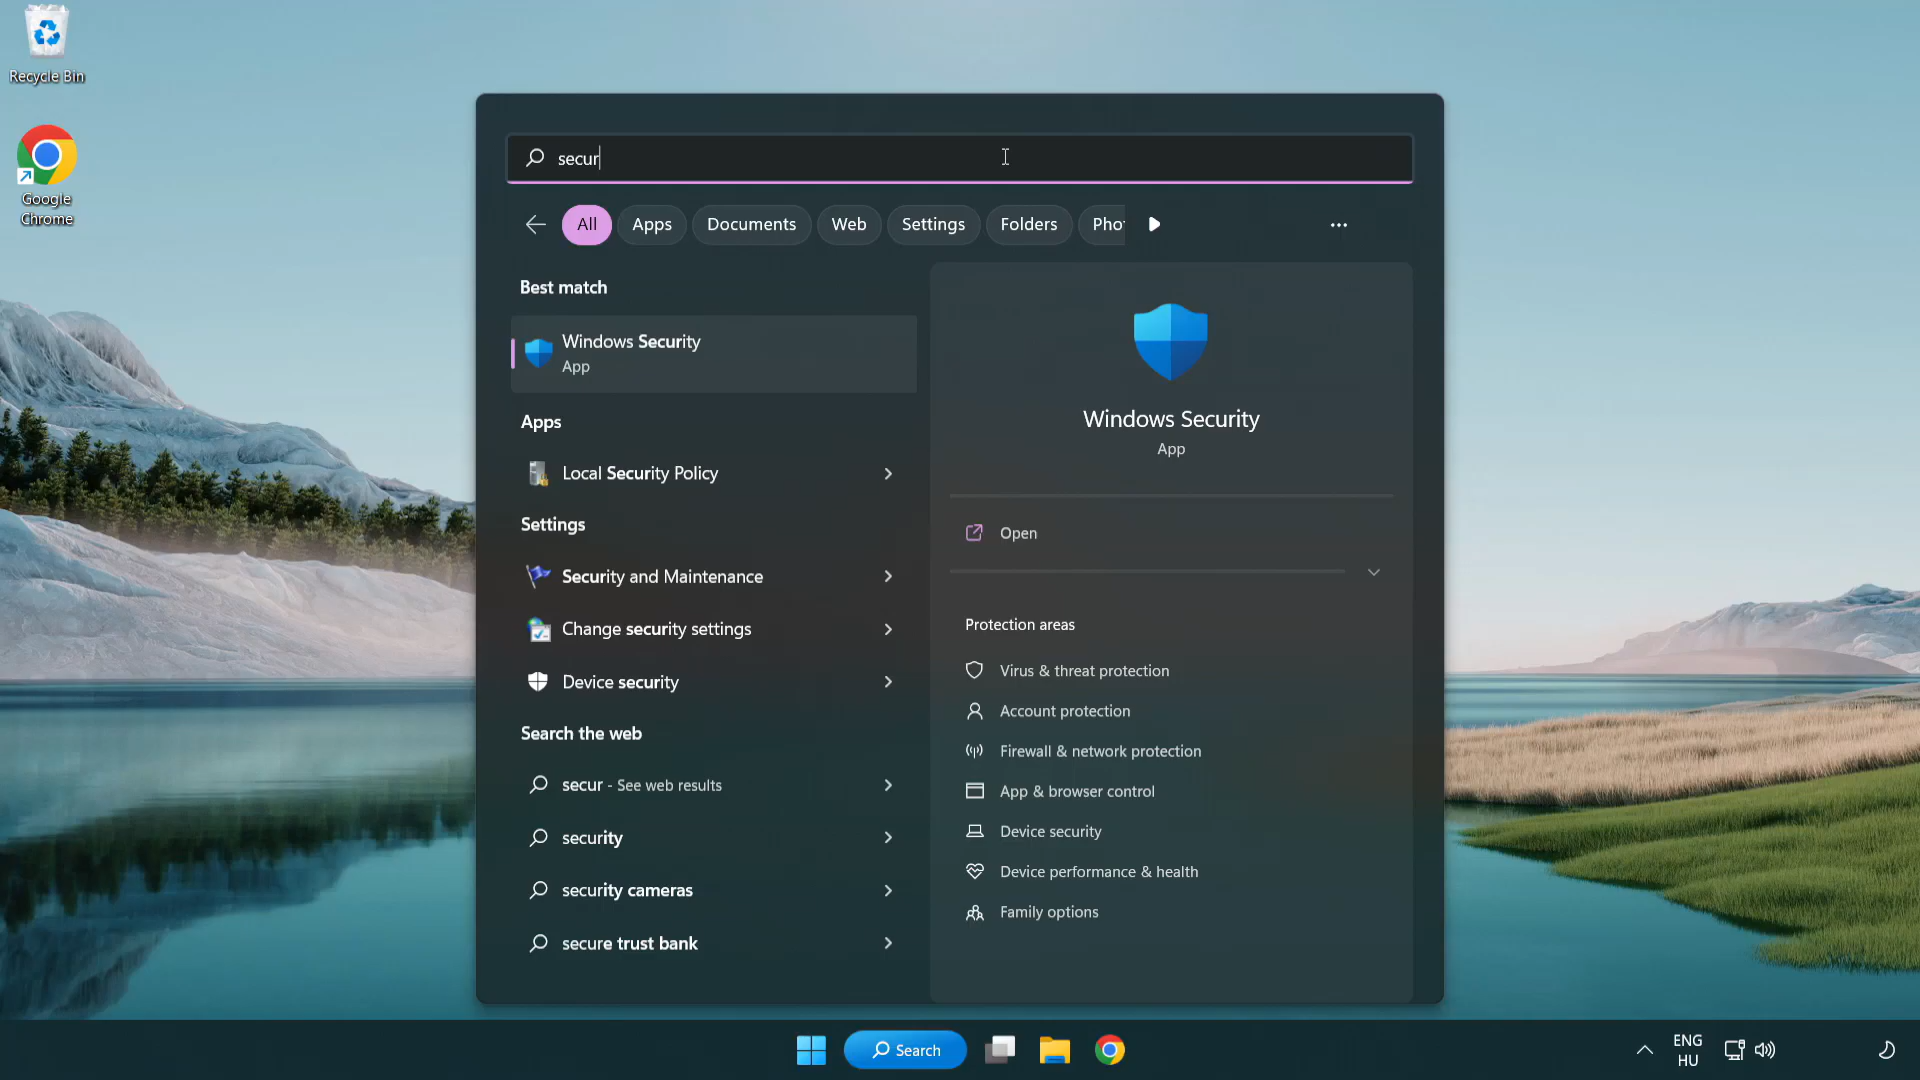 Recycle Bin
Google
Chrome
secur
All
Apps
Documents
Web
Settings
Folders
Pho
Best match
Windows Security
App
Apps
Local Security Policy
Settings
Security and Maintenance
Change security settings
Device security
Search the web
secur - See web results
security
security cameras
secure trust bank
Windows Security
App
Open
Protection areas
Virus & threat protection
Account protection
Firewall & network protection
App & browser control
Device security
Device performance & health
Family options
Search
ENG
HU